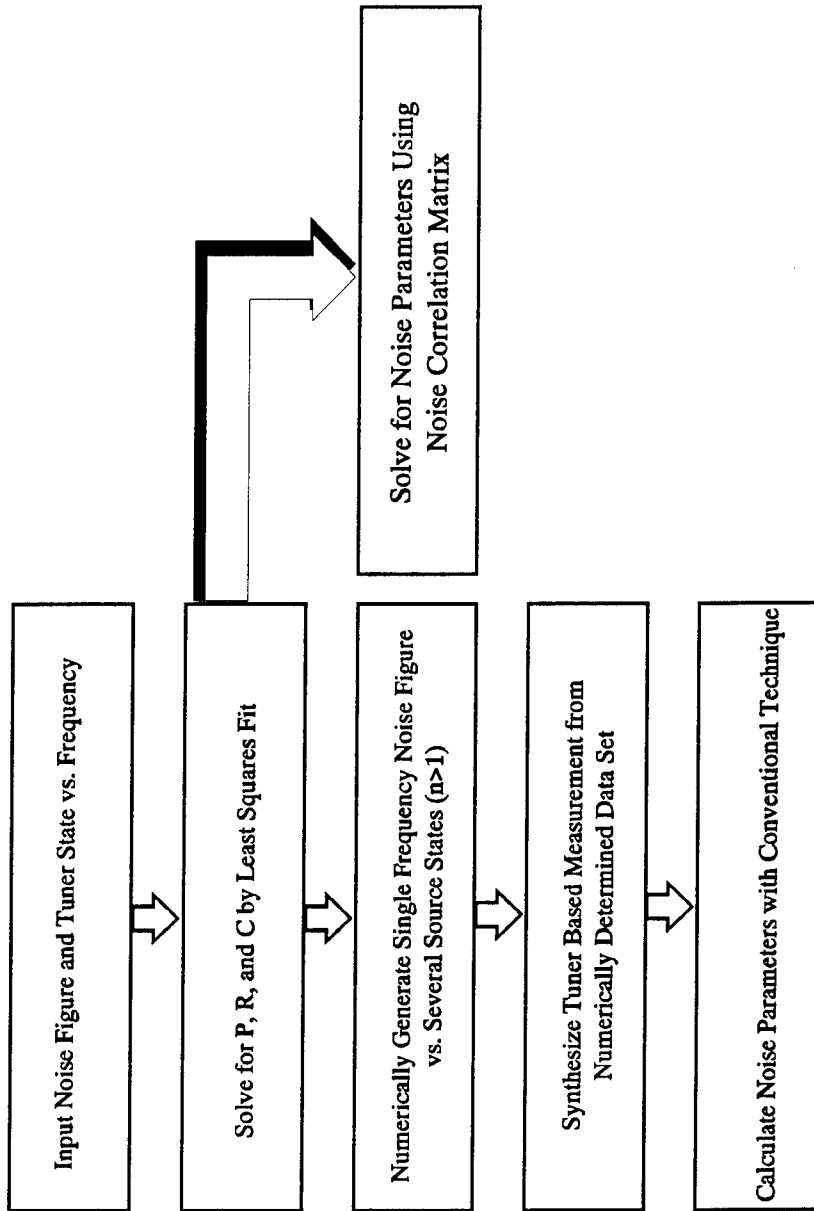 Input Noise Figure and Tuner State vs. Frequency
Solve for P, R, and C by Least Squares Fit
Numerically Generate Single Frequency Noise Figure
vs. Several Source States (n>1)
Synthesize Tuner Based Measurement from
Numerically Determined Data Set
Calculate Noise Parameters with Conventional Technique
Solve for Noise Parameters Using
Noise Correlation Matrix